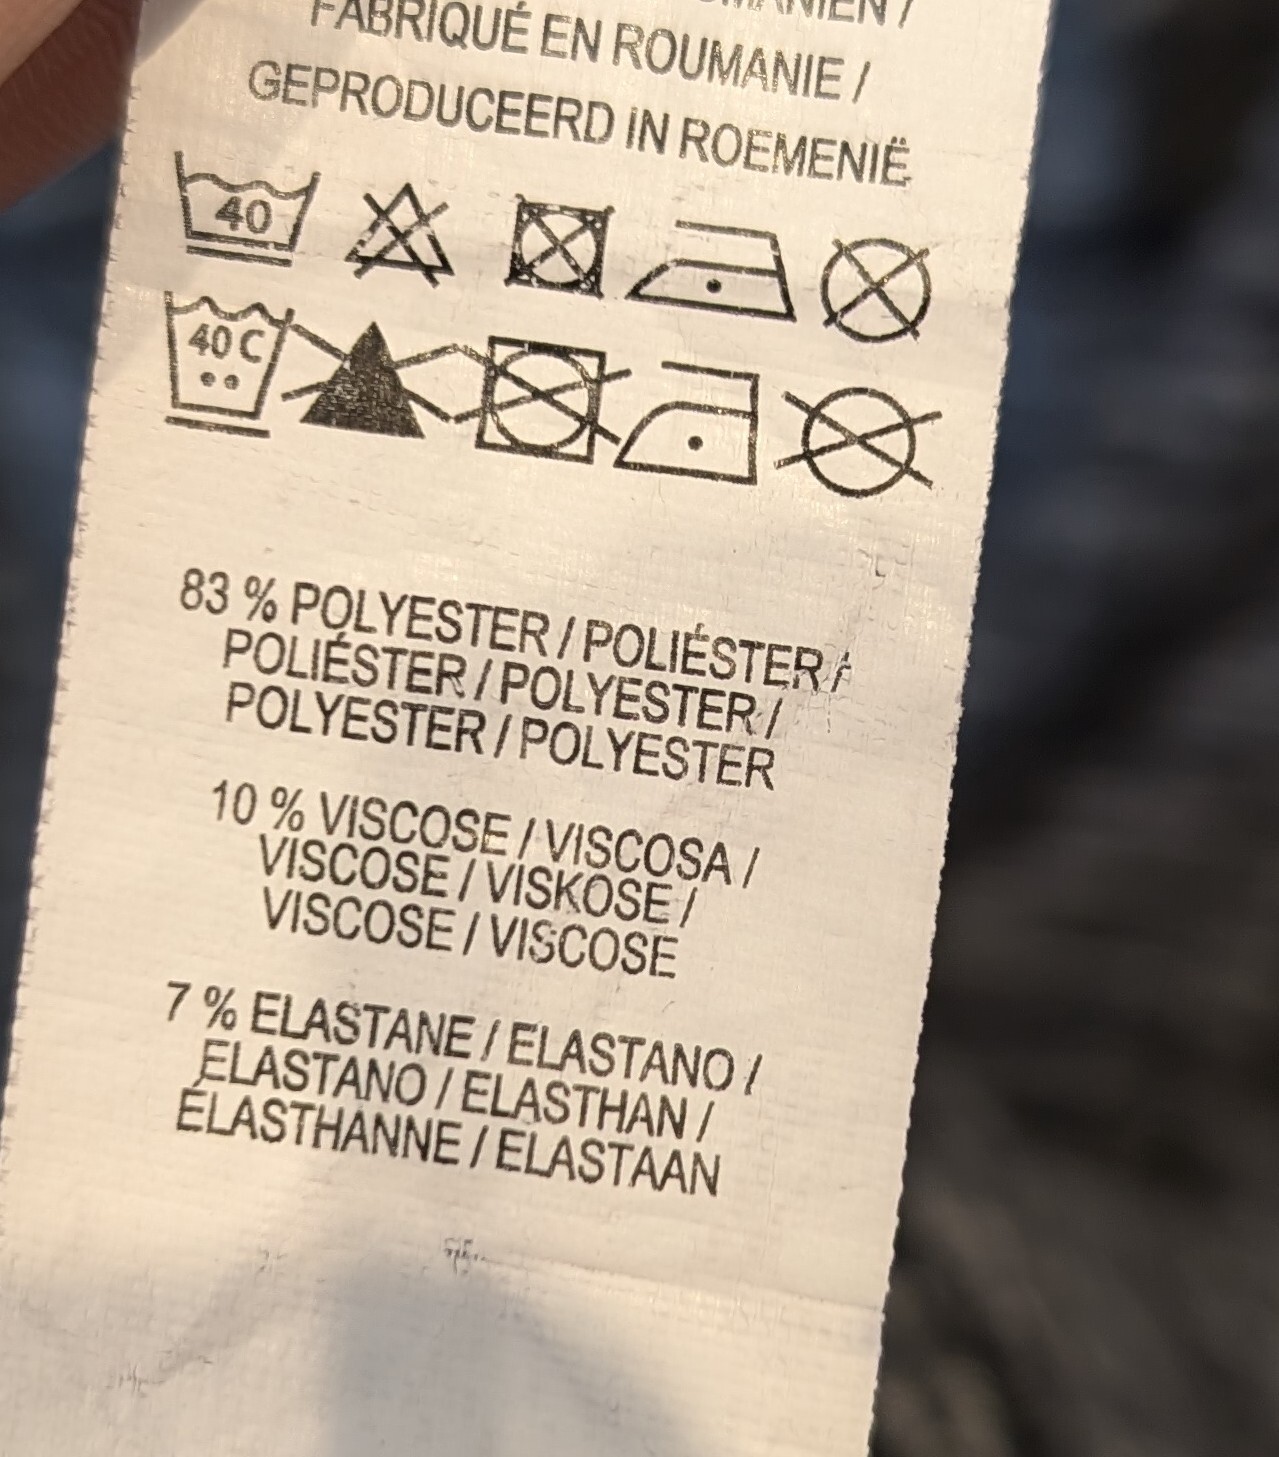 FABRIQUÉ EN ROUMANIE /
GEPRODUCEERD IN ROEMENIË
40
40 C
83 % POLYESTER / POLIÉSTER /
POLIÉSTER / POLYESTER /
POLYESTER / POLYESTER
10 % VISCOSE / VISCOSA /
VISCOSE / VISKOSE /
VISCOSE / VISCOSE
7 % ELASTANE / ELASTANO /
ELASTANO / ELASTHAN /
ÉLASTHANNE / ELASTAAN